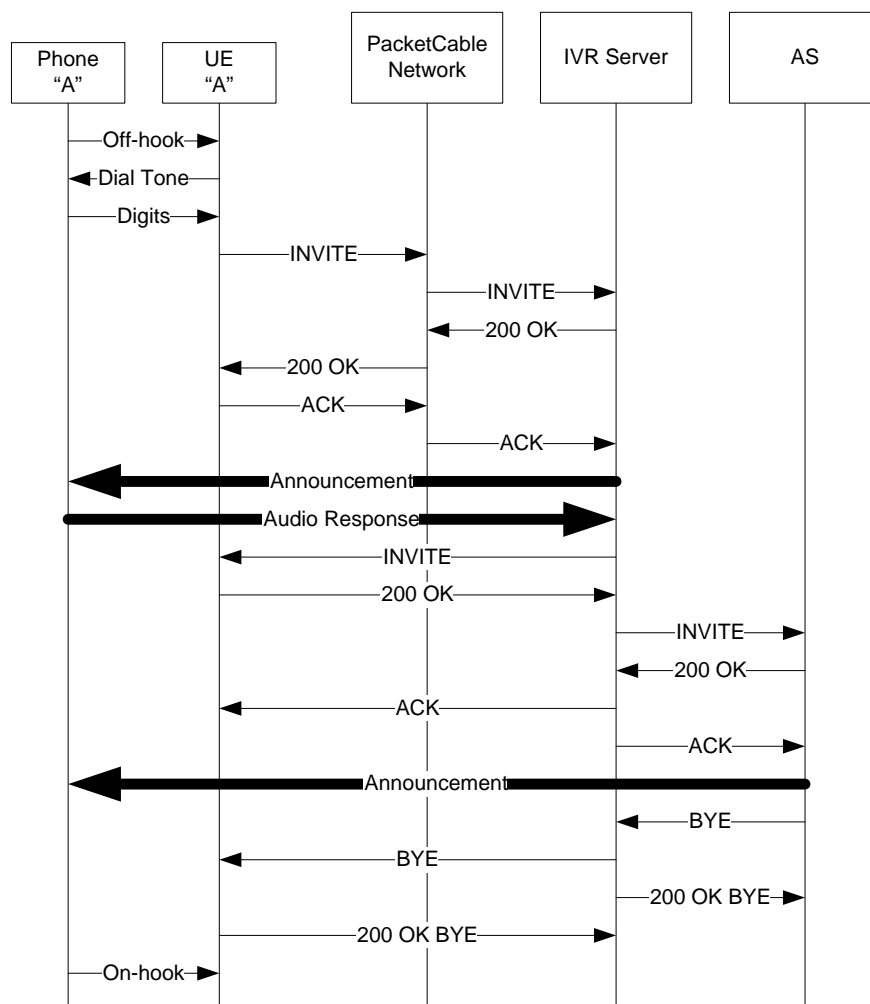 Phone
“A”
UE
“A”
PacketCable
Network
IVR Server
AS
Off-hook
Dial Tone
Digits
INVITE
INVITE
200 OK
200 OK
ACK
ACK
Announcement
Audio Response
INVITE
200 OK
INVITE
200 OK
ACK
ACK
Announcement
BYE
BYE
200 OK BYE
200 OK BYE
On-hook